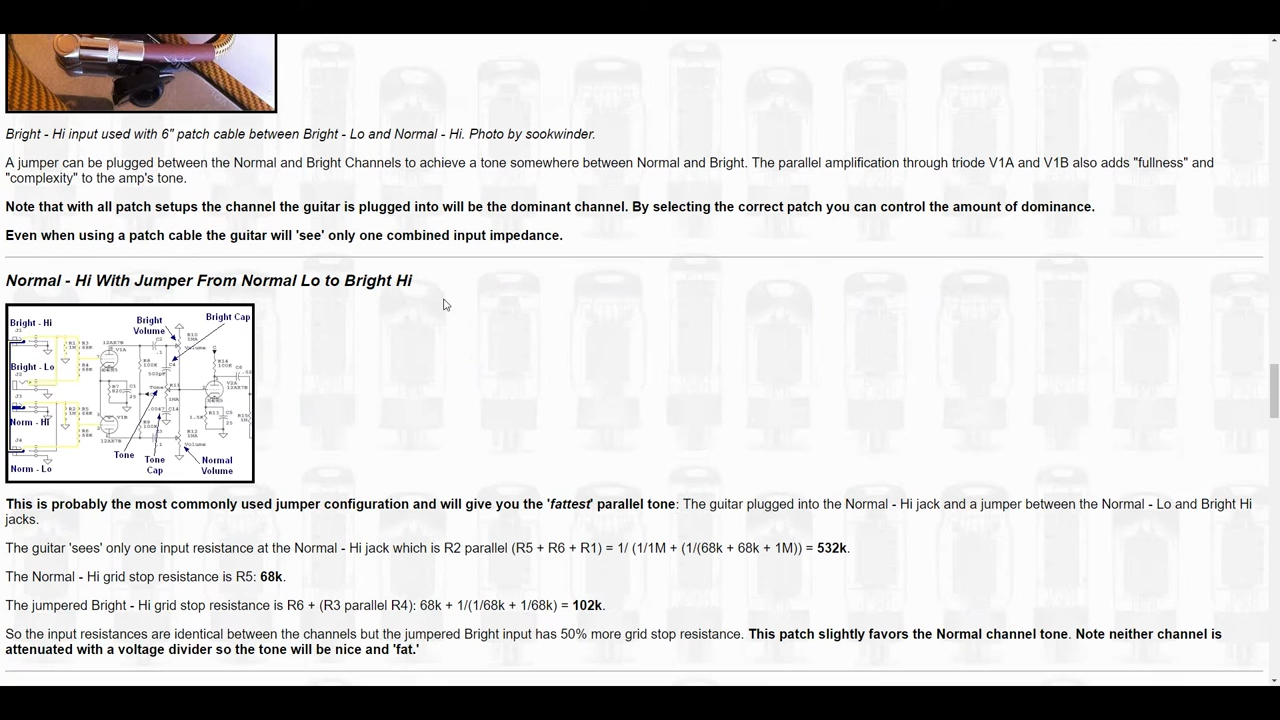 Bright - Hi input used with 6" patch cable between Bright - Lo and Normal - Hi. Photo by sookwinder.
A jumper can be plugged between the Normal and Bright Channels to achieve a tone somewhere between Normal and Bright. The parallel amplification through triode V1A and V1B also adds "fullness" and
"complexity" to the amp's tone.
Note that with all patch setups the channel the guitar is plugged into will be the dominant channel. By selecting the correct patch you can control the amount of dominance.
Even when using a patch cable the guitar will 'see' only one combined input impedance.
Normal - Hi With Jumper From Normal Lo to Bright Hi
Bright - Hi
Bright
Volume
Bright Cap
J1
12AX7B
V1A
Volume
Bright - Lo
Tone
V2A
12AX7B
J3
Norm - Hi
V1B
J4
12AX7B
Volume
Norm - Lo
Tone
Tone
Cap
Normal
Volume
This is probably the most commonly used jumper configuration and will give you the 'fattest' parallel tone: The guitar plugged into the Normal - Hi jack and a jumper between the Normal - Lo and Bright Hi
jacks.
The guitar 'sees' only one input resistance at the Normal - Hi jack which is R2 parallel (R5 + R6 + R1) = 1/ (1/1M + (1/(68k + 68k + 1M)) = 532k.
The Normal - Hi grid stop resistance is R5: 68k.
The jumpered Bright - Hi grid stop resistance is R6 + (R3 parallel R4): 68k + 1/(1/68k + 1/68k) = 102k.
So the input resistances are identical between the channels but the jumpered Bright input has 50% more grid stop resistance. This patch slightly favors the Normal channel tone. Note neither channel is
attenuated with a voltage divider so the tone will be nice and 'fat.'